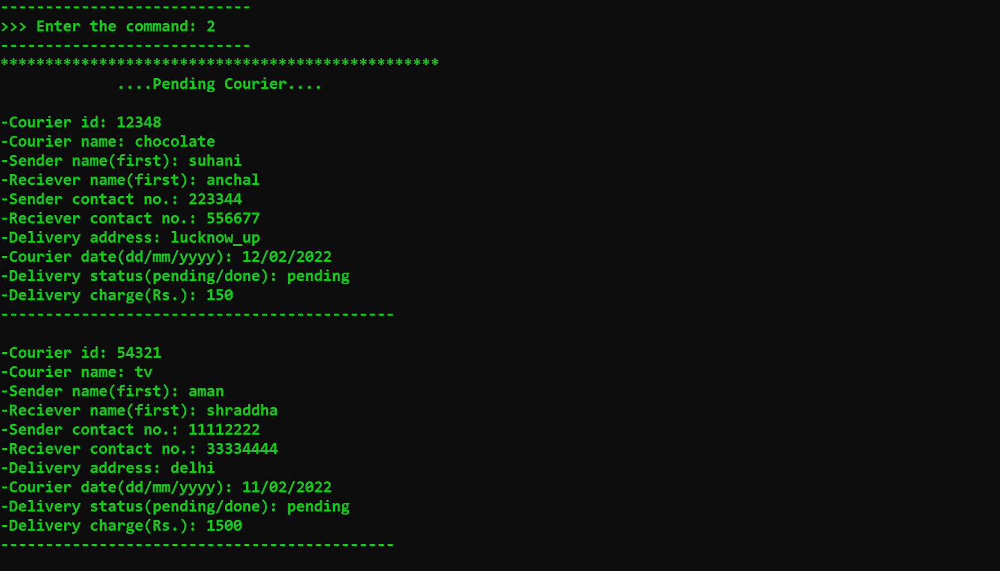 ----------------------------
>>> Enter the command: 2
----------------------------
*************************************************
....Pending Courier....
-Courier id: 12348
-Courier name: chocolate
-Sender name(first): suhani
-Reciever name(first): anchal
-Sender contact no.: 223344
-Reciever contact no.: 556677
-Delivery address: lucknow_up
-Courier date(dd/mm/yyyy): 12/02/2022
-Delivery status(pending/done): pending
-Delivery charge(Rs.): 150
--------------------------------------------
-Courier id: 54321
-Courier name: tv
-Sender name(first): aman
-Reciever name(first): shraddha
-Sender contact no.: 11112222
-Reciever contact no.: 33334444
-Delivery address: delhi
-Courier date(dd/mm/yyyy): 11/02/2022
-Delivery status(pending/done): pending
-Delivery charge(Rs.): 1500
--------------------------------------------